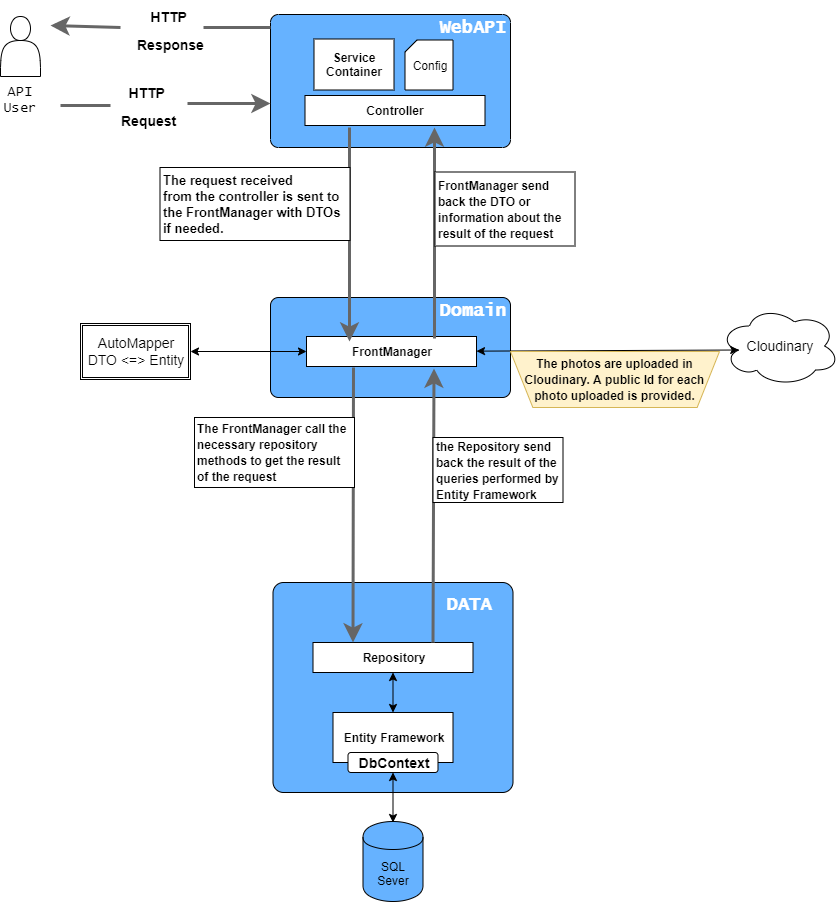 HTTP
Response
WebAPI
Service
Container
Config
API
User
HTTP
Request
Controller
The request received
from the controller is sent to
the FrontManager with DTOs
if needed.
FrontManager send
back the DTO or
information about the
result of the request
Domain
AutoMapper
DTO <=> Entity
FrontManager
Cloudinary
The photos are uploaded in
Cloudinary. A public Id for each
photo uploaded is provided.
The FrontManager call the
necessary repository
methods to get the result
of the request
the Repository send
back the result of the
queries performed by
Entity Framework
DATA
Repository
Entity Framework
DbContext
SQL
Sever